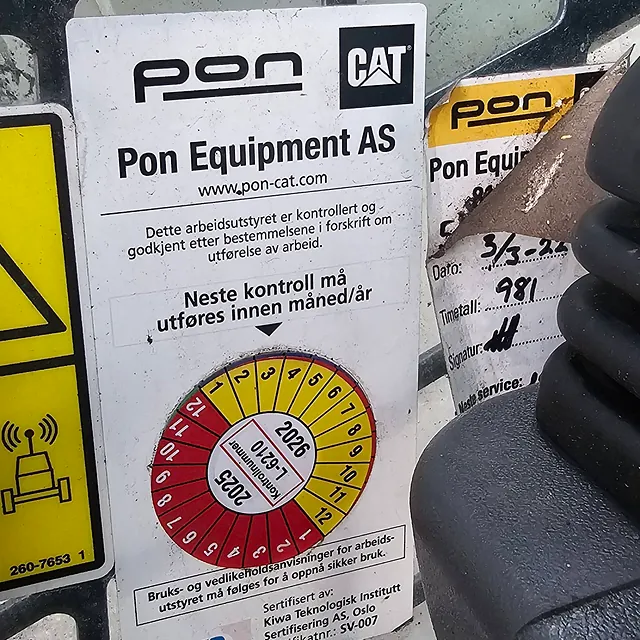 pon CAT
Pon Equipment AS
www.pon-cat.com
Dette arbeidsutstyret er kontrollert og
godkjent etter bestemmelsene i forskrift om
utførelse av arbeid.
Neste kontroll må
utføres innen måned/år
1 2 3 4 5 6 7 8 9 10 11 12
2026
L-6210
Kontrollnummer
2025
1 2 3 4 5 6 7 8 9 10 11 12
Bruks- og vedlikeholdsanvisninger for arbeids-
utstyret må følges for å oppnå sikker bruk.
Sertifisert av:
Kiwa Teknologisk Institutt
Sertifisering AS, Oslo
SV-007
260-7653 1
pon
Pon
Dato: 3/3-22
Timetall: 981
Signatur:
Neste service: